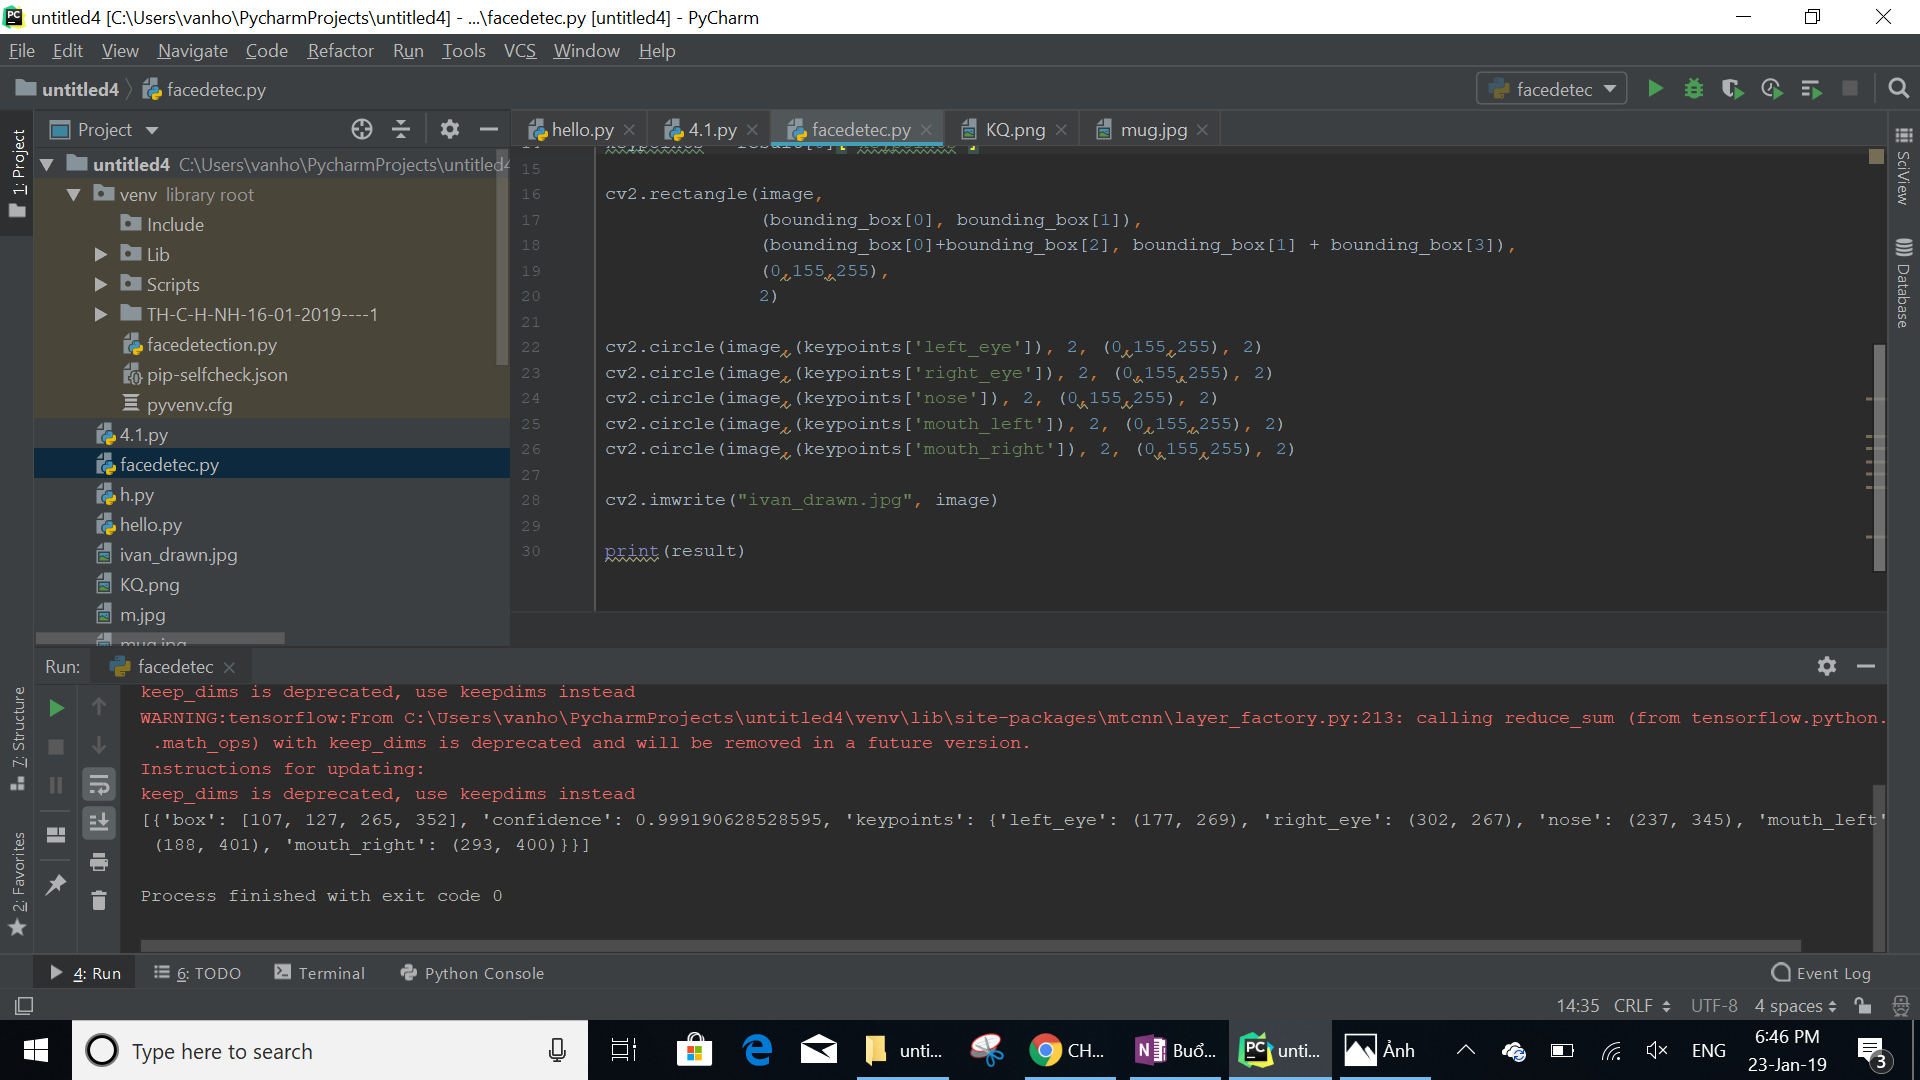 untitled4 [C:\Users\vanho\PycharmProjects\untitled4] - ...\facedetec.py [untitled4] - PyCharm
File Edit View Navigate Code Refactor Run Tools VCS Window Help
untitled4 facedetec.py
facedetec
1: Project
Project
hello.py 4.1.py facedetec.py KQ.png mug.jpg
untitled4 C:\Users\vanho\PycharmProjects\untitled4
venv library root
Include
Lib
Scripts
TH-C-H-NH-16-01-2019----1
facedetection.py
pip-selfcheck.json
pyvenv.cfg
4.1.py
facedetec.py
h.py
hello.py
ivan_drawn.jpg
KQ.png
m.jpg
mug.jpg
15
16 cv2.rectangle(image,
17 (bounding_box[0], bounding_box[1]),
18 (bounding_box[0]+bounding_box[2], bounding_box[1] + bounding_box[3]),
19 (0,155,255),
20 2)
21
22 cv2.circle(image,(keypoints['left_eye']), 2, (0,155,255), 2)
23 cv2.circle(image,(keypoints['right_eye']), 2, (0,155,255), 2)
24 cv2.circle(image,(keypoints['nose']), 2, (0,155,255), 2)
25 cv2.circle(image,(keypoints['mouth_left']), 2, (0,155,255), 2)
26 cv2.circle(image,(keypoints['mouth_right']), 2, (0,155,255), 2)
27
28 cv2.imwrite("ivan_drawn.jpg", image)
29
30 print(result)
SciView
Database
7: Structure
2: Favorites
Run: facedetec
keep_dims is deprecated, use keepdims instead
WARNING:tensorflow:From C:\Users\vanho\PycharmProjects\untitled4\venv\lib\site-packages\mtcnn\layer_factory.py:213: calling reduce_sum (from tensorflow.python.
.math_ops) with keep_dims is deprecated and will be removed in a future version.
Instructions for updating:
keep_dims is deprecated, use keepdims instead
[{'box': [107, 127, 265, 352], 'confidence': 0.999190628528595, 'keypoints': {'left_eye': (177, 269), 'right_eye': (302, 267), 'nose': (237, 345), 'mouth_left'
(188, 401), 'mouth_right': (293, 400)}}]
Process finished with exit code 0
4: Run 6: TODO Terminal Python Console Event Log
14:35 CRLF UTF-8 4 spaces
Type here to search
unti... CH... Buổ... unti... Ảnh
ENG
6:46 PM
23-Jan-19
3